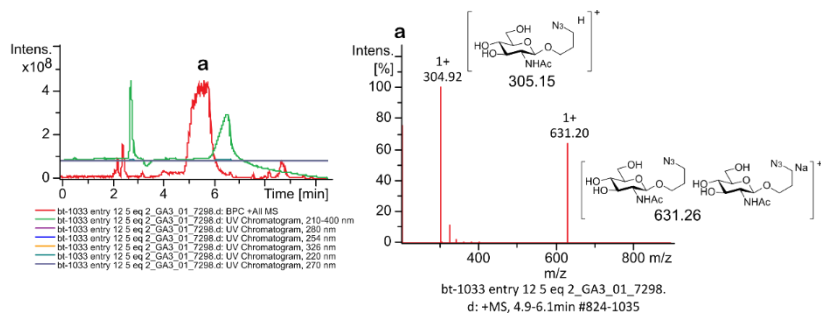 Intens.
x10⁸
a
4
2
0
0
2
4
6
8
Time [min]
bt-1033 entry 12 5 eq 2_GA3_01_7298.d: BPC +All MS
bt-1033 entry 12 5 eq 2_GA3_01_7298.d: UV Chromatogram, 210-400 nm
bt-1033 entry 12 5 eq 2_GA3_01_7298.d: UV Chromatogram, 280 nm
bt-1033 entry 12 5 eq 2_GA3_01_7298.d: UV Chromatogram, 254 nm
bt-1033 entry 12 5 eq 2_GA3_01_7298.d: UV Chromatogram, 326 nm
bt-1033 entry 12 5 eq 2_GA3_01_7298.d: UV Chromatogram, 220 nm
bt-1033 entry 12 5 eq 2_GA3_01_7298.d: UV Chromatogram, 270 nm
a
Intens.
[%]
100
80
60
40
20
0
1+
304.92
1+
631.20
400
600
800
m/z
m/z
N₃ H +
OH
HO
HO
O
O
NHAc
305.15
+
OH
N₃
HO
HO
O
O
NHAc
OH
N₃ Na
HO
HO
O
O
NHAc
631.26
bt-1033 entry 12 5 eq 2_GA3_01_7298.
d: +MS, 4.9-6.1min #824-1035